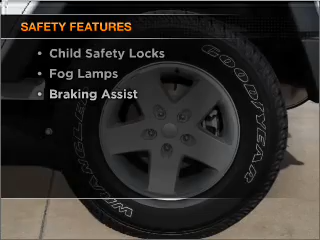 SAFETY FEATURES
• Child Safety Locks
• Fog Lamps
• Braking Assist
GOODYEAR
WRANGLER